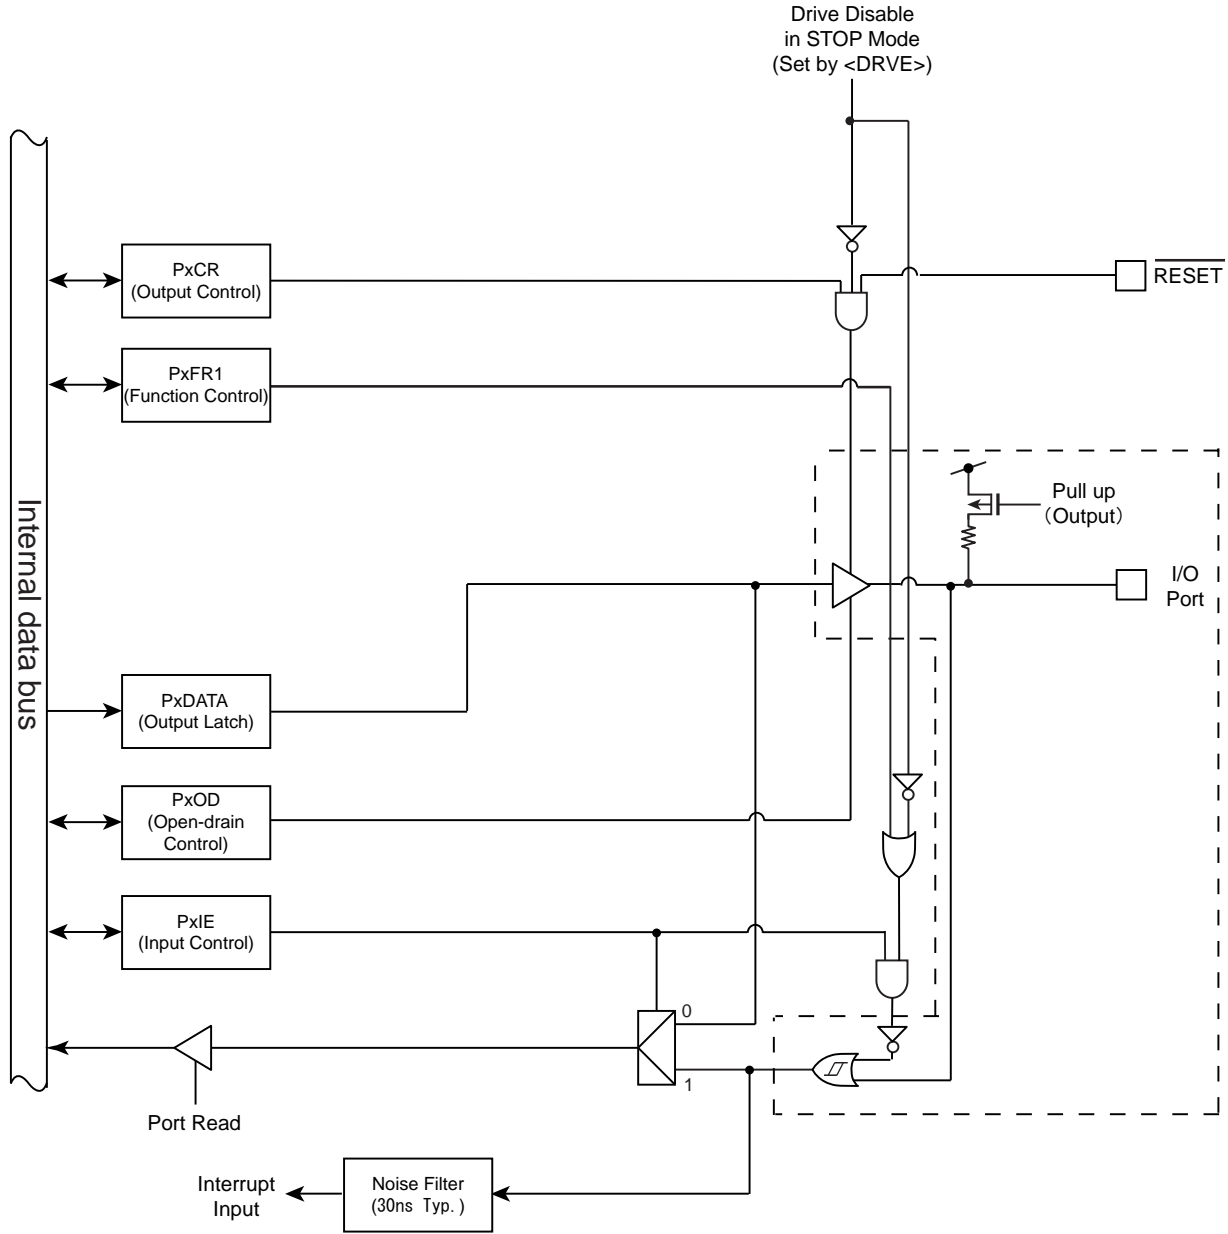 Drive Disable
in STOP Mode
(Set by <DRVE>)
PxCR
(Output Control)
RESET
PxFR1
(Function Control)
Pull up
(Output)
Internal data bus
I/O
Port
PxDATA
(Output Latch)
PxOD
(Open-drain
Control)
PxIE
(Input Control)
0
1
Port Read
Interrupt
Input
Noise Filter
(30ns Typ.)